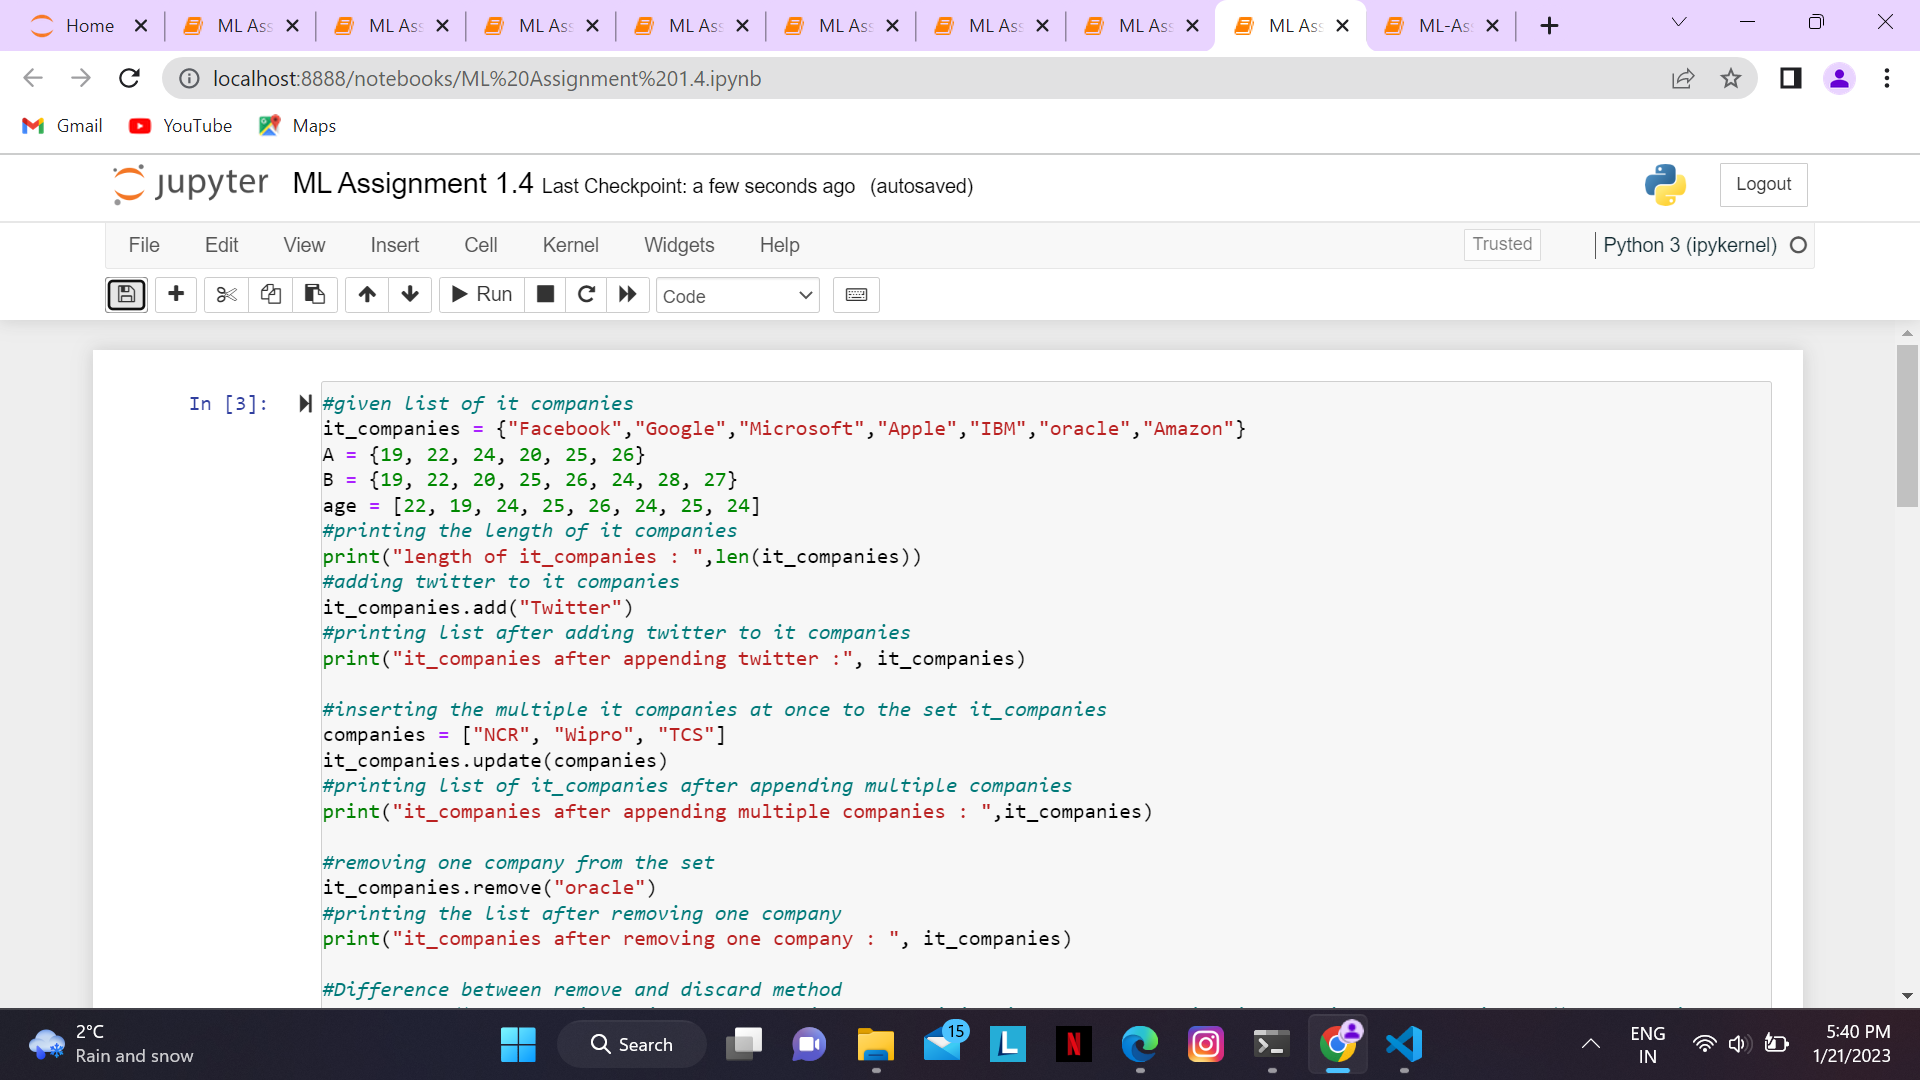 Home ML Ass ML Ass ML Ass ML Ass ML Ass ML Ass ML Ass ML Ass ML-As
localhost:8888/notebooks/ML%20Assignment%201.4.ipynb
Gmail YouTube Maps
jupyter ML Assignment 1.4 Last Checkpoint: a few seconds ago (autosaved) Logout
File Edit View Insert Cell Kernel Widgets Help Trusted Python 3 (ipykernel)
Run Code
In [3]: #given list of it companies
it_companies = {"Facebook","Google","Microsoft","Apple","IBM","oracle","Amazon"}
A = {19, 22, 24, 20, 25, 26}
B = {19, 22, 20, 25, 26, 24, 28, 27}
age = [22, 19, 24, 25, 26, 24, 25, 24]
#printing the length of it companies
print("length of it_companies : ",len(it_companies))
#adding twitter to it companies
it_companies.add("Twitter")
#printing list after adding twitter to it companies
print("it_companies after appending twitter :", it_companies)
#inserting the multiple it companies at once to the set it_companies
companies = ["NCR", "Wipro", "TCS"]
it_companies.update(companies)
#printing list of it_companies after appending multiple companies
print("it_companies after appending multiple companies : ",it_companies)
#removing one company from the set
it_companies.remove("oracle")
#printing the list after removing one company
print("it_companies after removing one company : ", it_companies)
#Difference between remove and discard method
2°C
Rain and snow
Search
15
L
N
ENG
IN
5:40 PM
1/21/2023